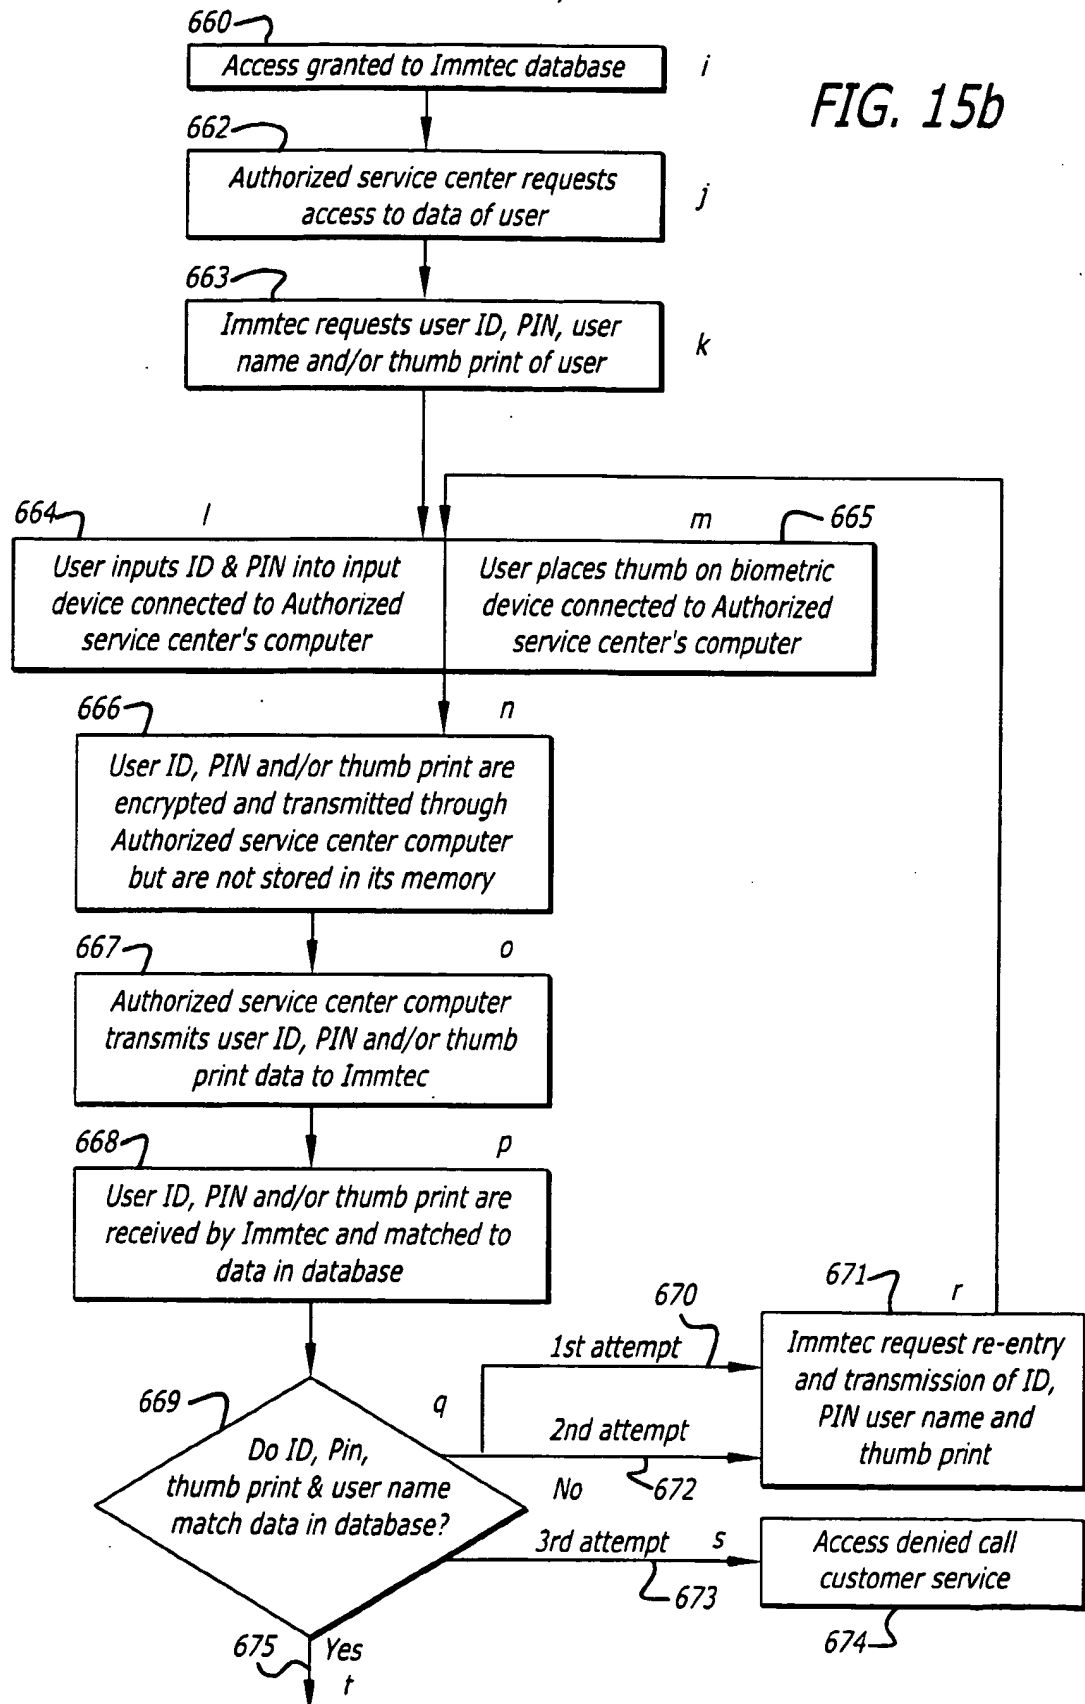 660
Access granted to Immtec database
i
FIG. 15b
662
Authorized service center requests
access to data of user
j
663
Immtec requests user ID, PIN, user
name and/or thumb print of user
k
664
l
m
665
User inputs ID & PIN into input
device connected to Authorized
service center's computer
User places thumb on biometric
device connected to Authorized
service center's computer
666
n
User ID, PIN and/or thumb print are
encrypted and transmitted through
Authorized service center computer
but are not stored in its memory
667
o
Authorized service center computer
transmits user ID, PIN and/or thumb
print data to Immtec
668
p
User ID, PIN and/or thumb print are
received by Immtec and matched to
data in database
669
q
Do ID, Pin,
thumb print & user name
match data in database?
1st attempt
670
671
r
Immtec request re-entry
and transmission of ID,
PIN user name and
thumb print
2nd attempt
672
No
3rd attempt
s
673
Access denied call
customer service
674
675
Yes
t